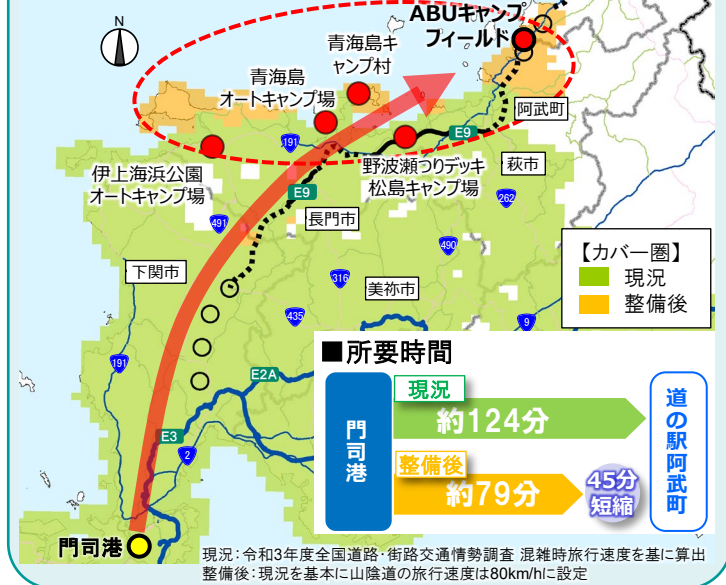 N
ABUキャンプ
フィールド
青海島キ
ャンプ村
青海島
オートキャンプ場
阿武町
191
E9
伊上海浜公園
オートキャンプ場
野波瀬つりデッキ
松島キャンプ場
萩市
E9
262
491
長門市
490
【カバー圏】
現況
整備後
下関市
316
美祢市
435
9
191
E2A
E3
2
門司港
■所要時間
門司港
現況
約124分
整備後
約79分
45分
短縮
道の駅阿武町
現況：令和3年度全国道路・街路交通情勢調査 混雑時旅行速度を基に算出
整備後：現況を基本に山陰道の旅行速度は80km/hに設定